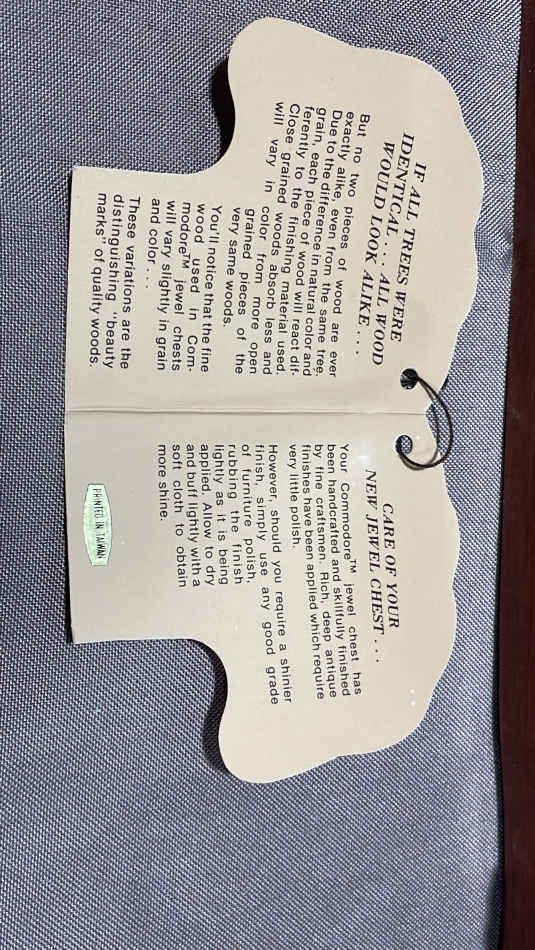 IF ALL TREES WERE
IDENTICAL . . . ALL WOOD
WOULD LOOK ALIKE . . .
But no two pieces of wood are ever
exactly alike, even from the same tree.
Due to the difference in natural color and
grain, each piece of wood will react dif-
ferently to the finishing material used.
Close grained woods absorb less and
will vary in color from more open
grained pieces of the
very same woods.
You'll notice that the fine
wood used in Com-
modore™ jewel chests
will vary slightly in grain
and color . . .
These variations are the
distinguishing "beauty
marks" of quality woods.
CARE OF YOUR
NEW JEWEL CHEST . . .
Your Commodore™ jewel chest has
been handcrafted and skillfully finished
by fine craftsmen. Rich, deep antique
finishes have been applied which require
very little polish.
However, should you require a shinier
finish, simply use any good grade
of furniture polish,
rubbing the finish
lightly as it is being
applied. Allow to dry
and buff lightly with a
soft cloth to obtain
more shine.
PRINTED IN TAIWAN